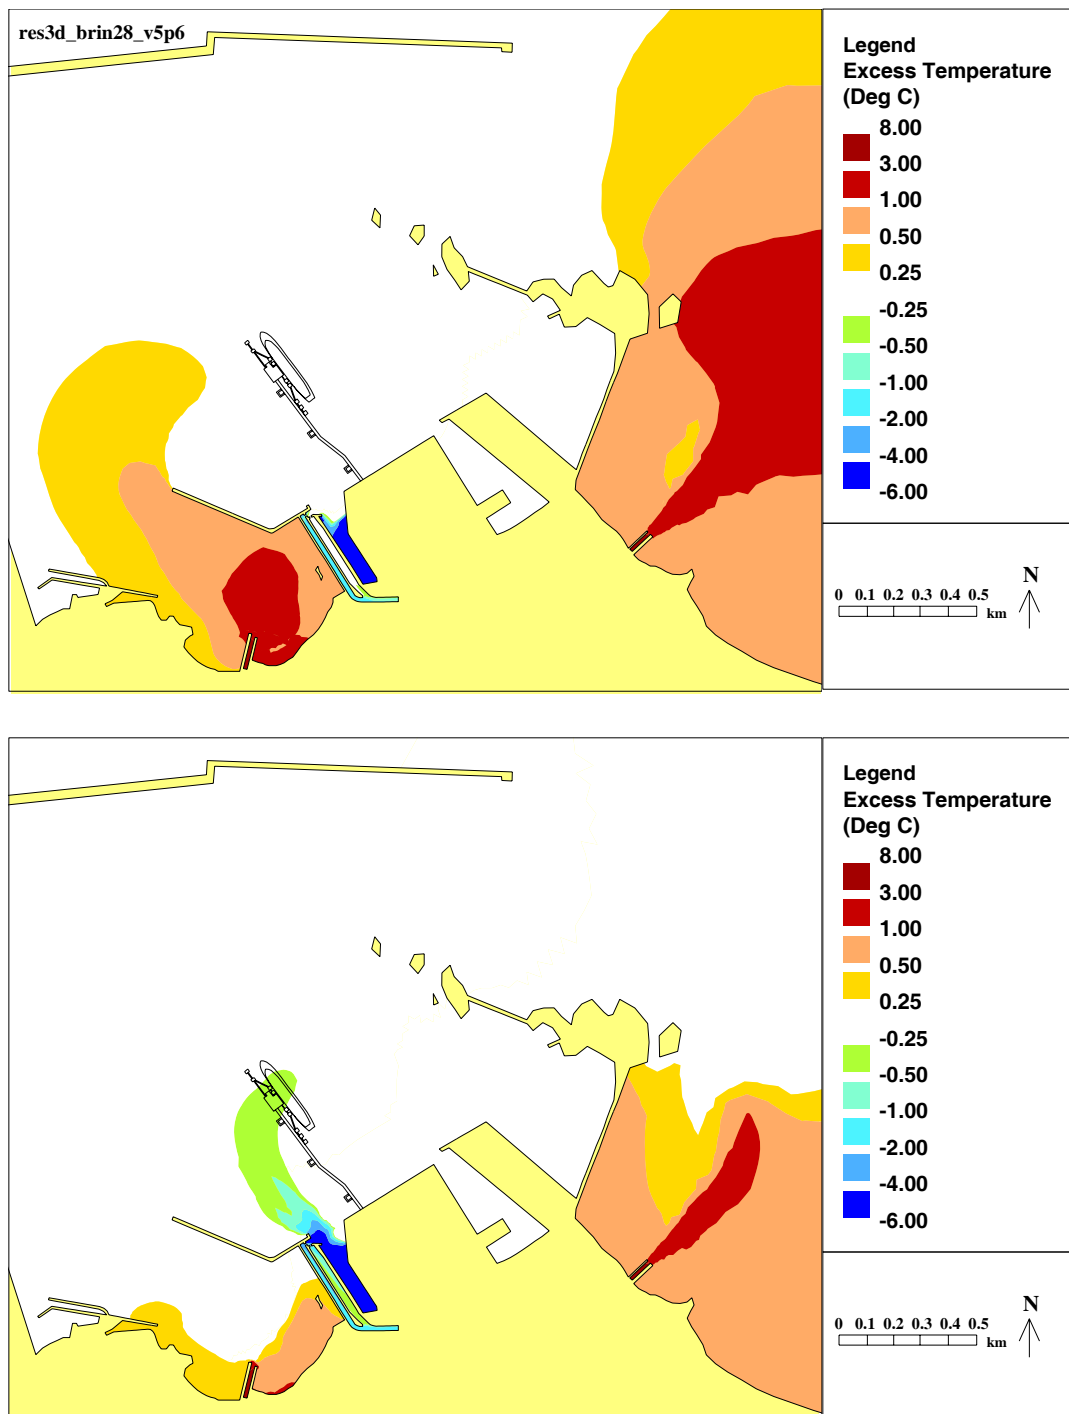 res3d_brin28_v5p6
Legend
Excess Temperature
(Deg C)
8.00
3.00
1.00
0.50
0.25
-0.25
-0.50
-1.00
-2.00
-4.00
-6.00
N
0 0.1 0.2 0.3 0.4 0.5
km
Legend
Excess Temperature
(Deg C)
8.00
3.00
1.00
0.50
0.25
-0.25
-0.50
-1.00
-2.00
-4.00
-6.00
N
0 0.1 0.2 0.3 0.4 0.5
km